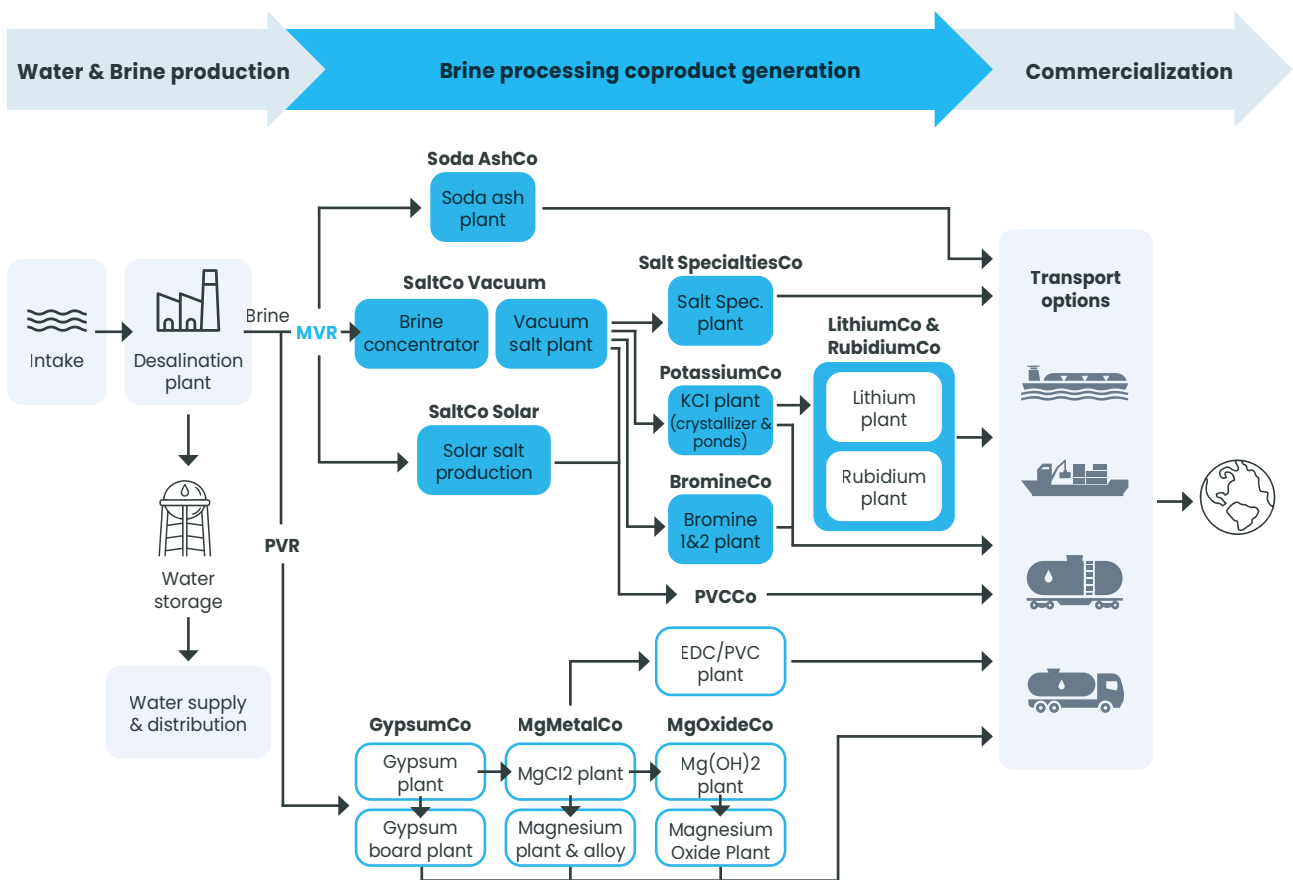 Water & Brine production
Brine processing coproduct generation
Commercialization
Soda AshCo
Soda ash
plant
Salt SpecialtiesCo
SaltCo Vacuum
Brine
MVR
Brine
concentrator
Vacuum
salt plant
Salt Spec.
plant
Transport
options
LithiumCo &
RubidiumCo
Intake
Desalination
plant
PotassiumCo
KCl plant
(crystallizer &
ponds)
Lithium
plant
SaltCo Solar
Solar salt
production
BromineCo
Bromine
1&2 plant
Rubidium
plant
PVR
Water
storage
PVCCo
EDC/PVC
plant
Water supply
& distribution
GypsumCo
MgMetalCo
MgOxideCo
Gypsum
plant
MgCl2 plant
Mg(OH)2
plant
Gypsum
board plant
Magnesium
plant & alloy
Magnesium
Oxide Plant